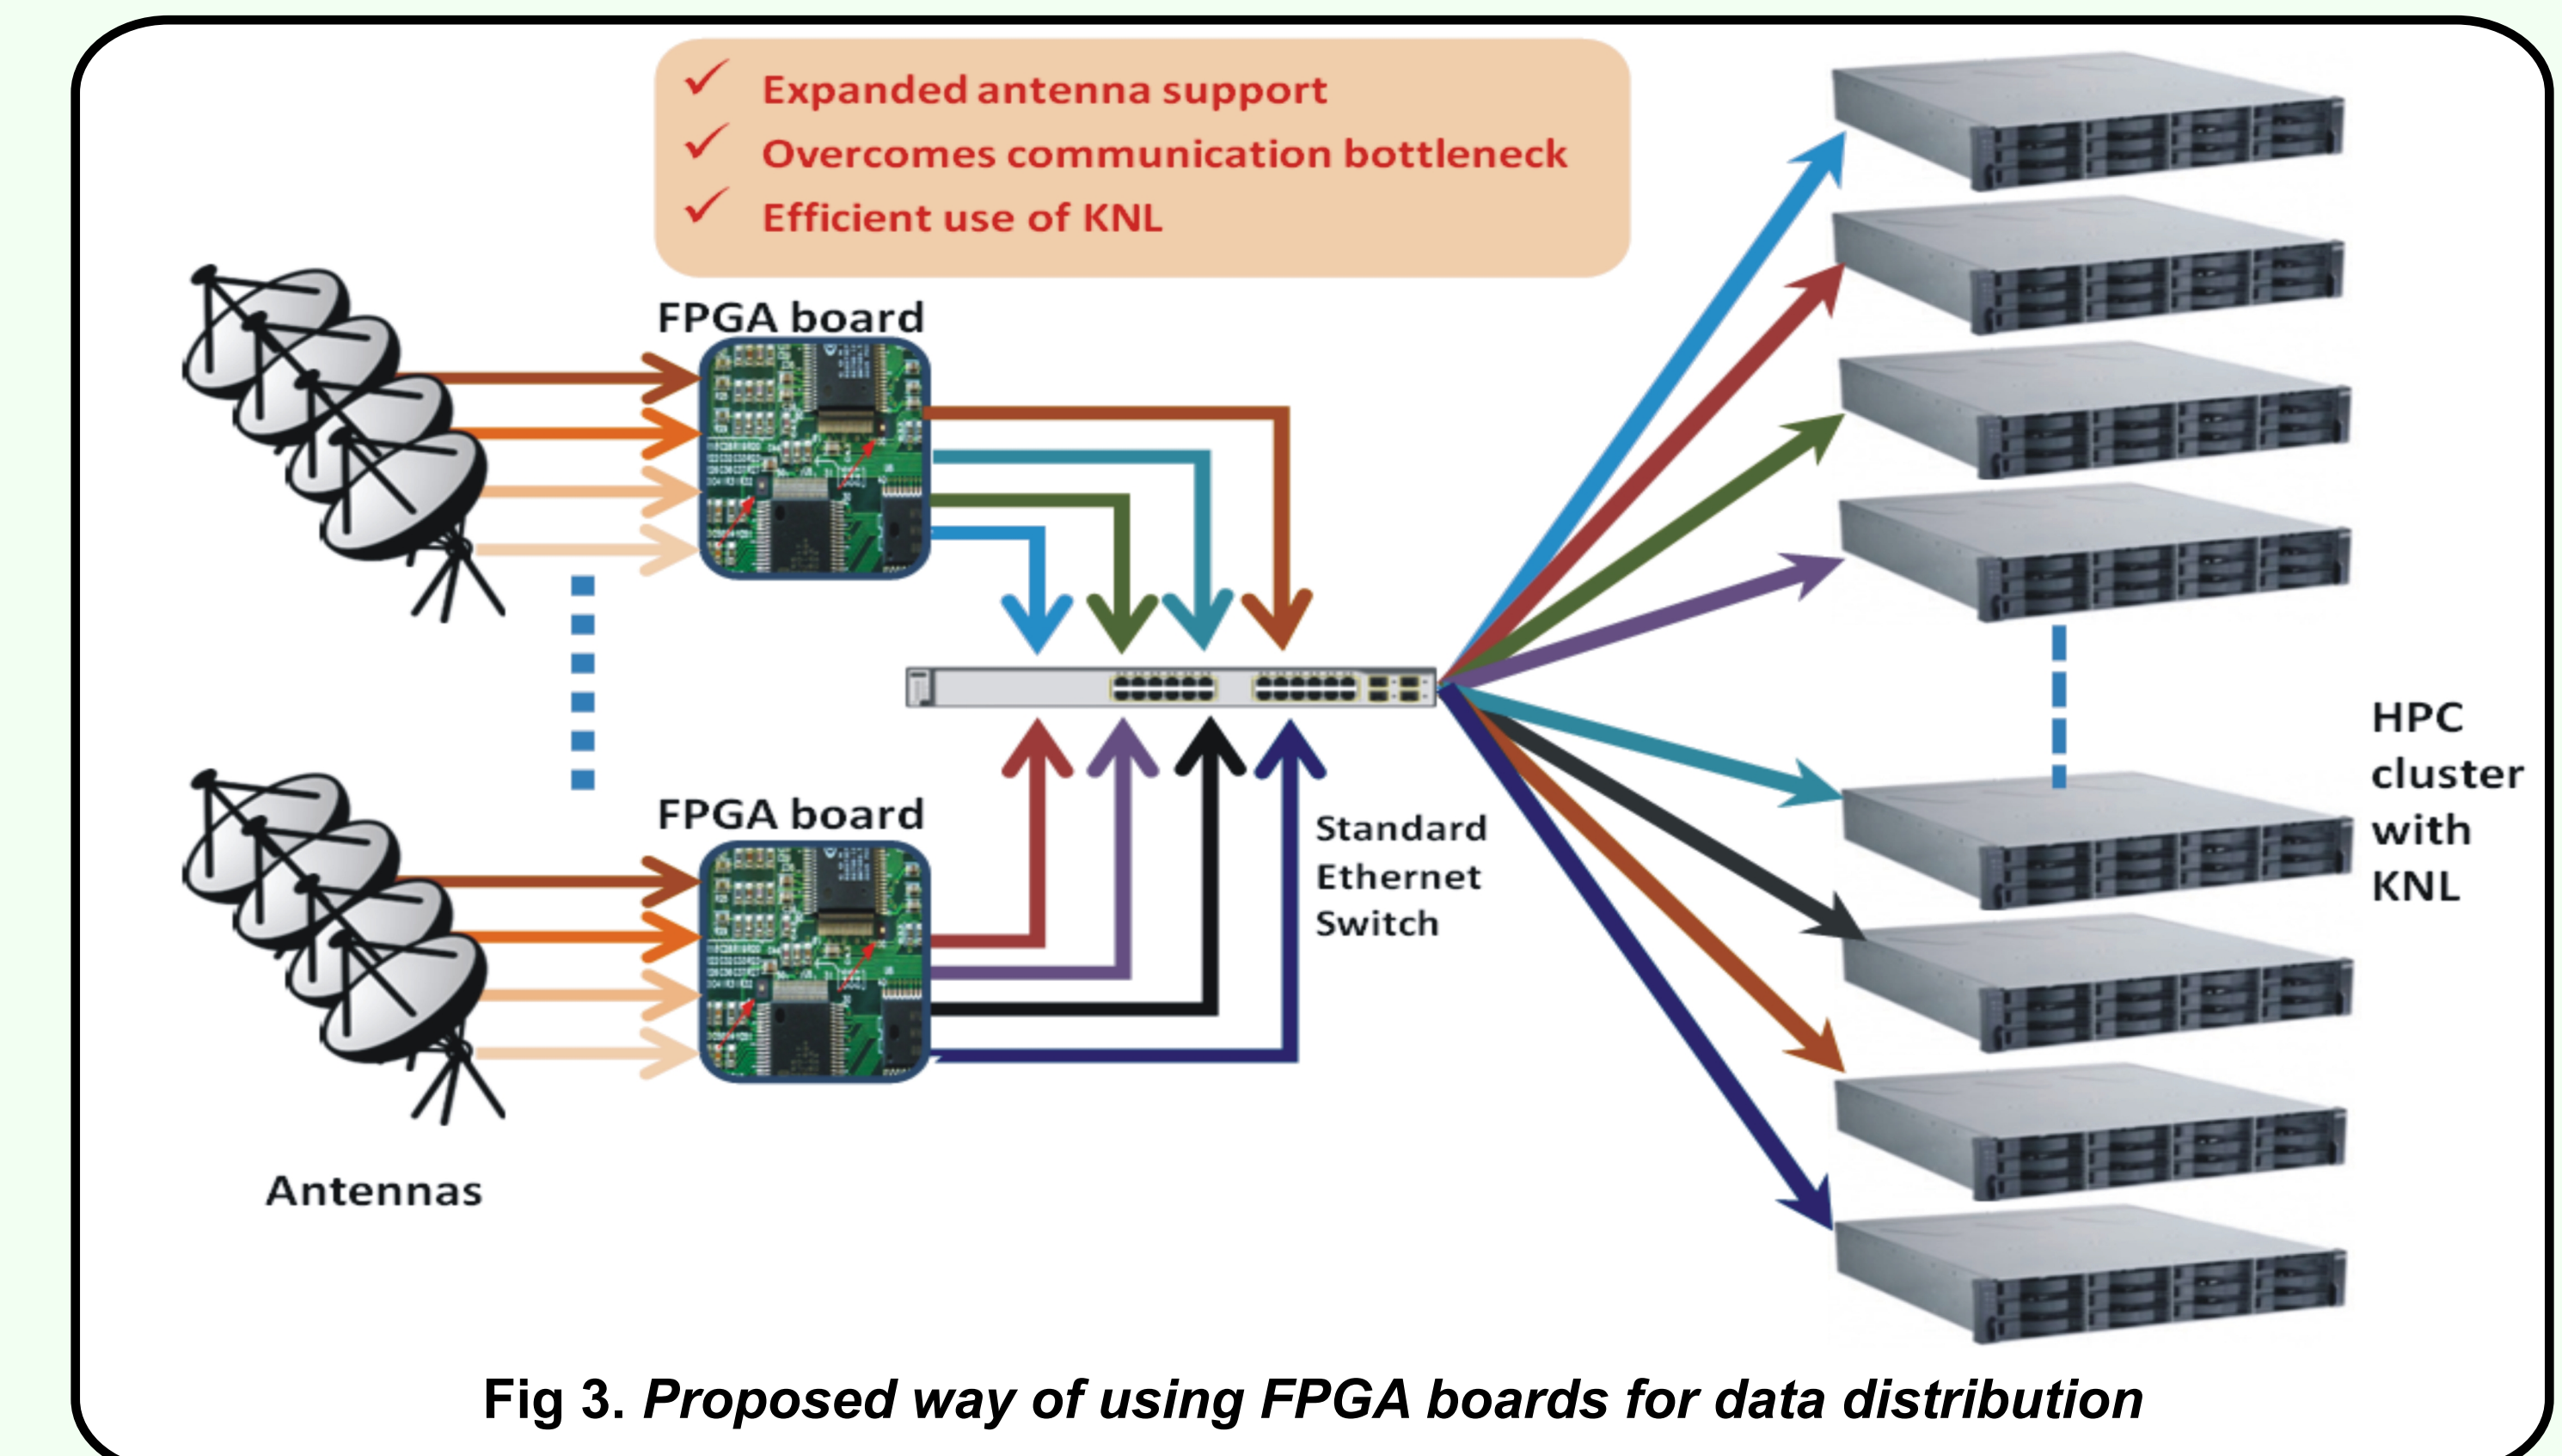 Expanded antenna support
Overcomes communication bottleneck
Efficient use of KNL
FPGA board
FPGA board
Standard
Ethernet
Switch
HPC
cluster
with
KNL
Antennas
Fig 3. Proposed way of using FPGA boards for data distribution